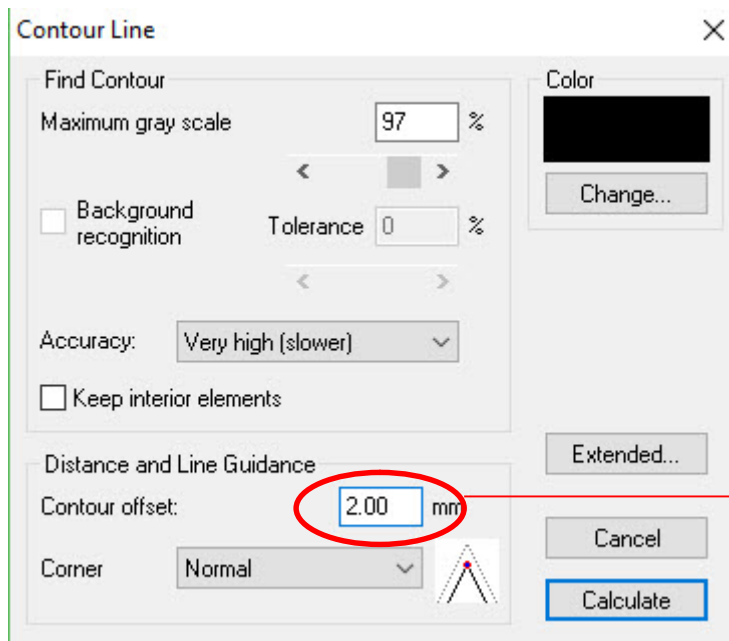 Contour Line
Find Contour
Maximum gray scale 97 %
Background
recognition
Tolerance 0 %
Accuracy: Very high (slower)
Keep interior elements
Color
Change...
Distance and Line Guidance
Contour offset: 2.00 mm
Corner Normal
Extended...
Cancel
Calculate